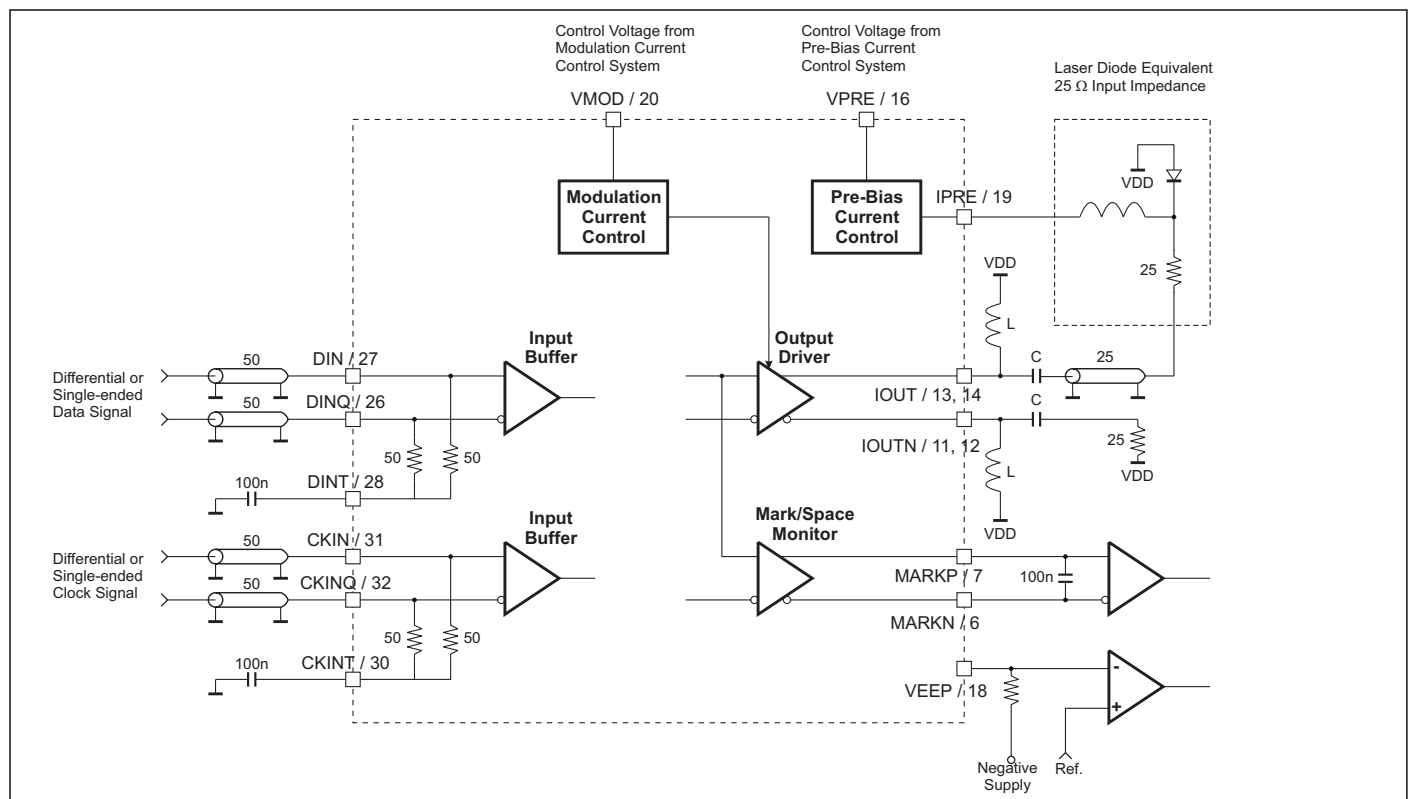 Control Voltage from
Modulation Current
Control System
Control Voltage from
Pre-Bias Current
Control System
Laser Diode Equivalent
25 Ω Input Impedance
VMOD / 20
VPRE / 16
VDD
Modulation
Current
Control
Pre-Bias
Current
Control
IPRE / 19
25
VDD
L
Input
Buffer
Output
Driver
Differential or
Single-ended
Data Signal
50
DIN / 27
50
DINQ / 26
C
25
IOUT / 13, 14
C
IOUTN / 11, 12
25
VDD
50
50
L
VDD
100n
DINT / 28
Input
Buffer
Mark/Space
Monitor
Differential or
Single-ended
Clock Signal
50
CKIN / 31
50
CKINQ / 32
MARKP / 7
100n
MARKN / 6
50
50
100n
CKINT / 30
VEEP / 18
-
+
Negative
Supply
Ref.